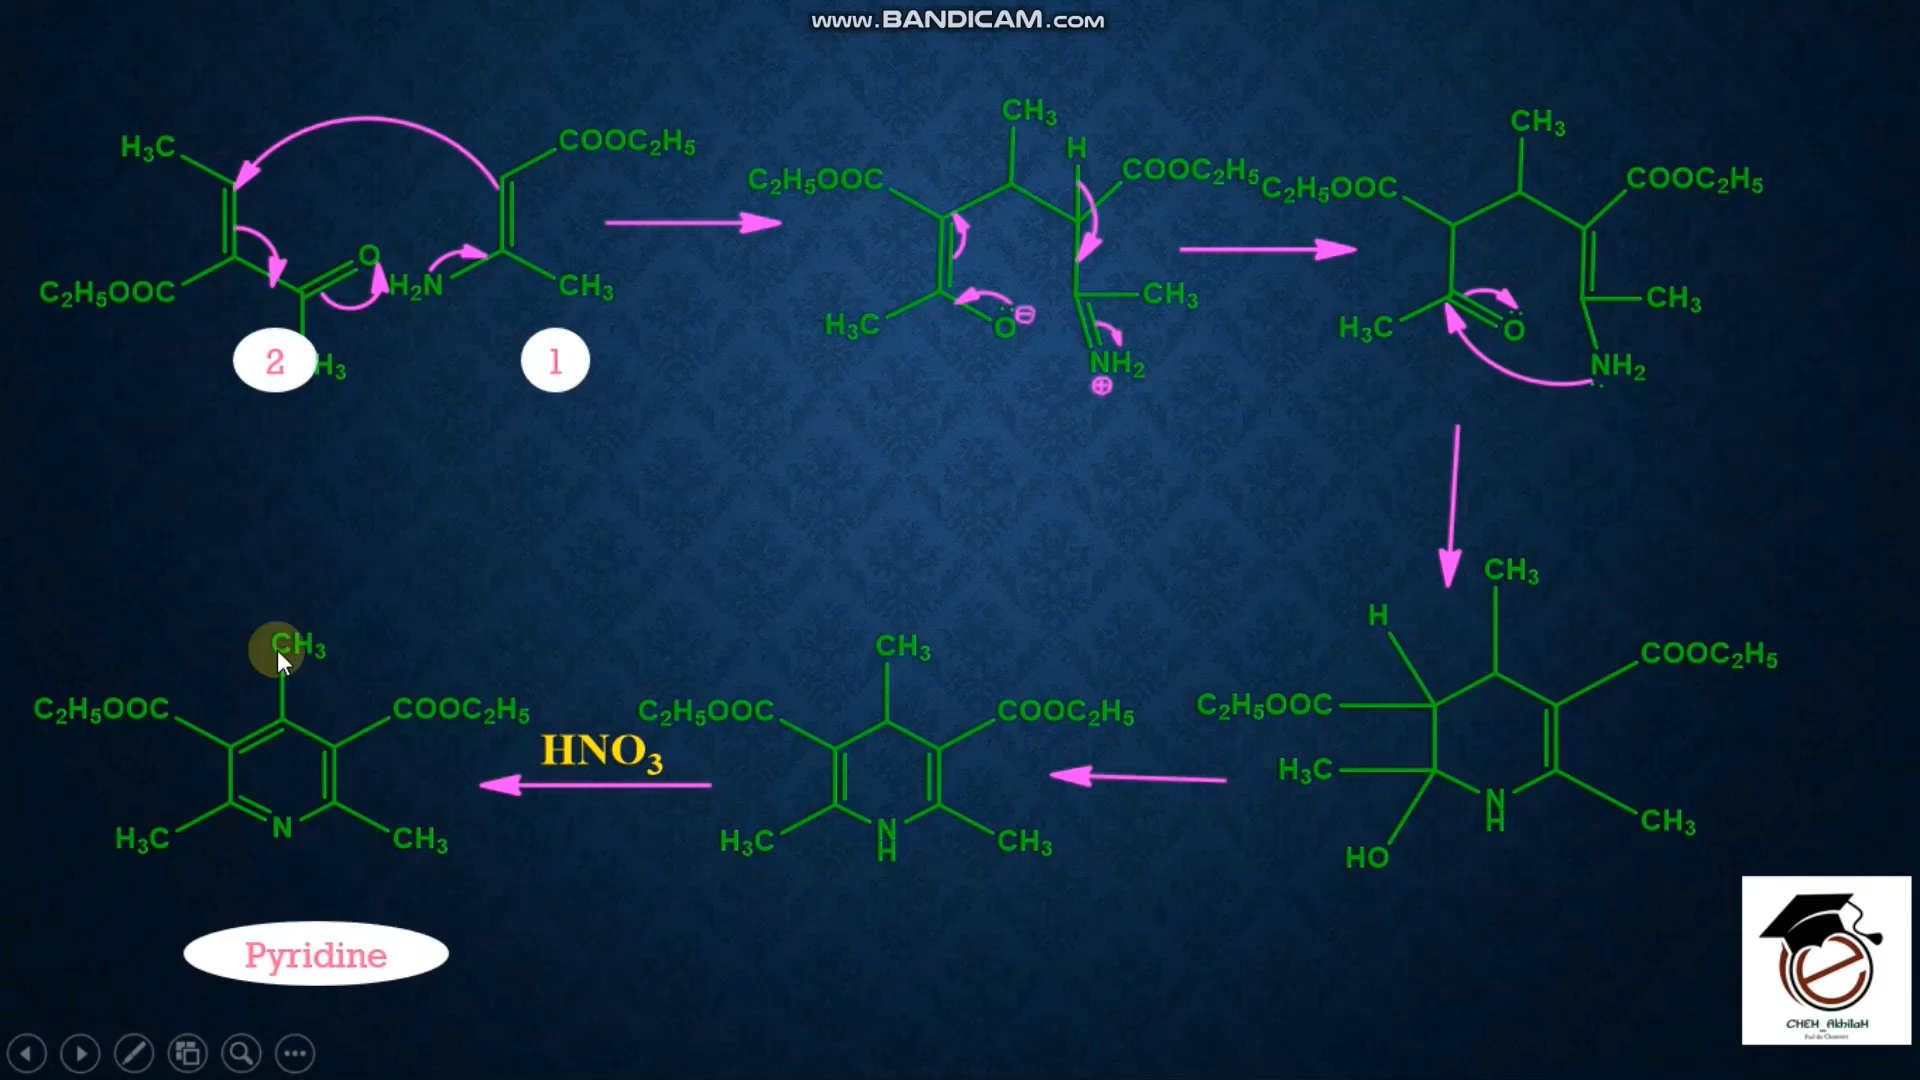 www.BANDICAM.com
H₃C
COOC₂H₅
O
H₂N
C₂H₅OOC
CH₃
2
H₃
1
CH₃
H
C₂H₅OOC
COOC₂H₅
H₃C
O
⊖
CH₃
NH₂
⊕
CH₃
C₂H₅OOC
COOC₂H₅
H₃C
O
CH₃
NH₂
CH₃
H
COOC₂H₅
C₂H₅OOC
H₃C
N
H
CH₃
HO
CH₃
C₂H₅OOC
COOC₂H₅
H₃C
N
H
CH₃
HNO₃
CH₃
C₂H₅OOC
COOC₂H₅
H₃C
N
CH₃
Pyridine
CHEM_AkhilaH